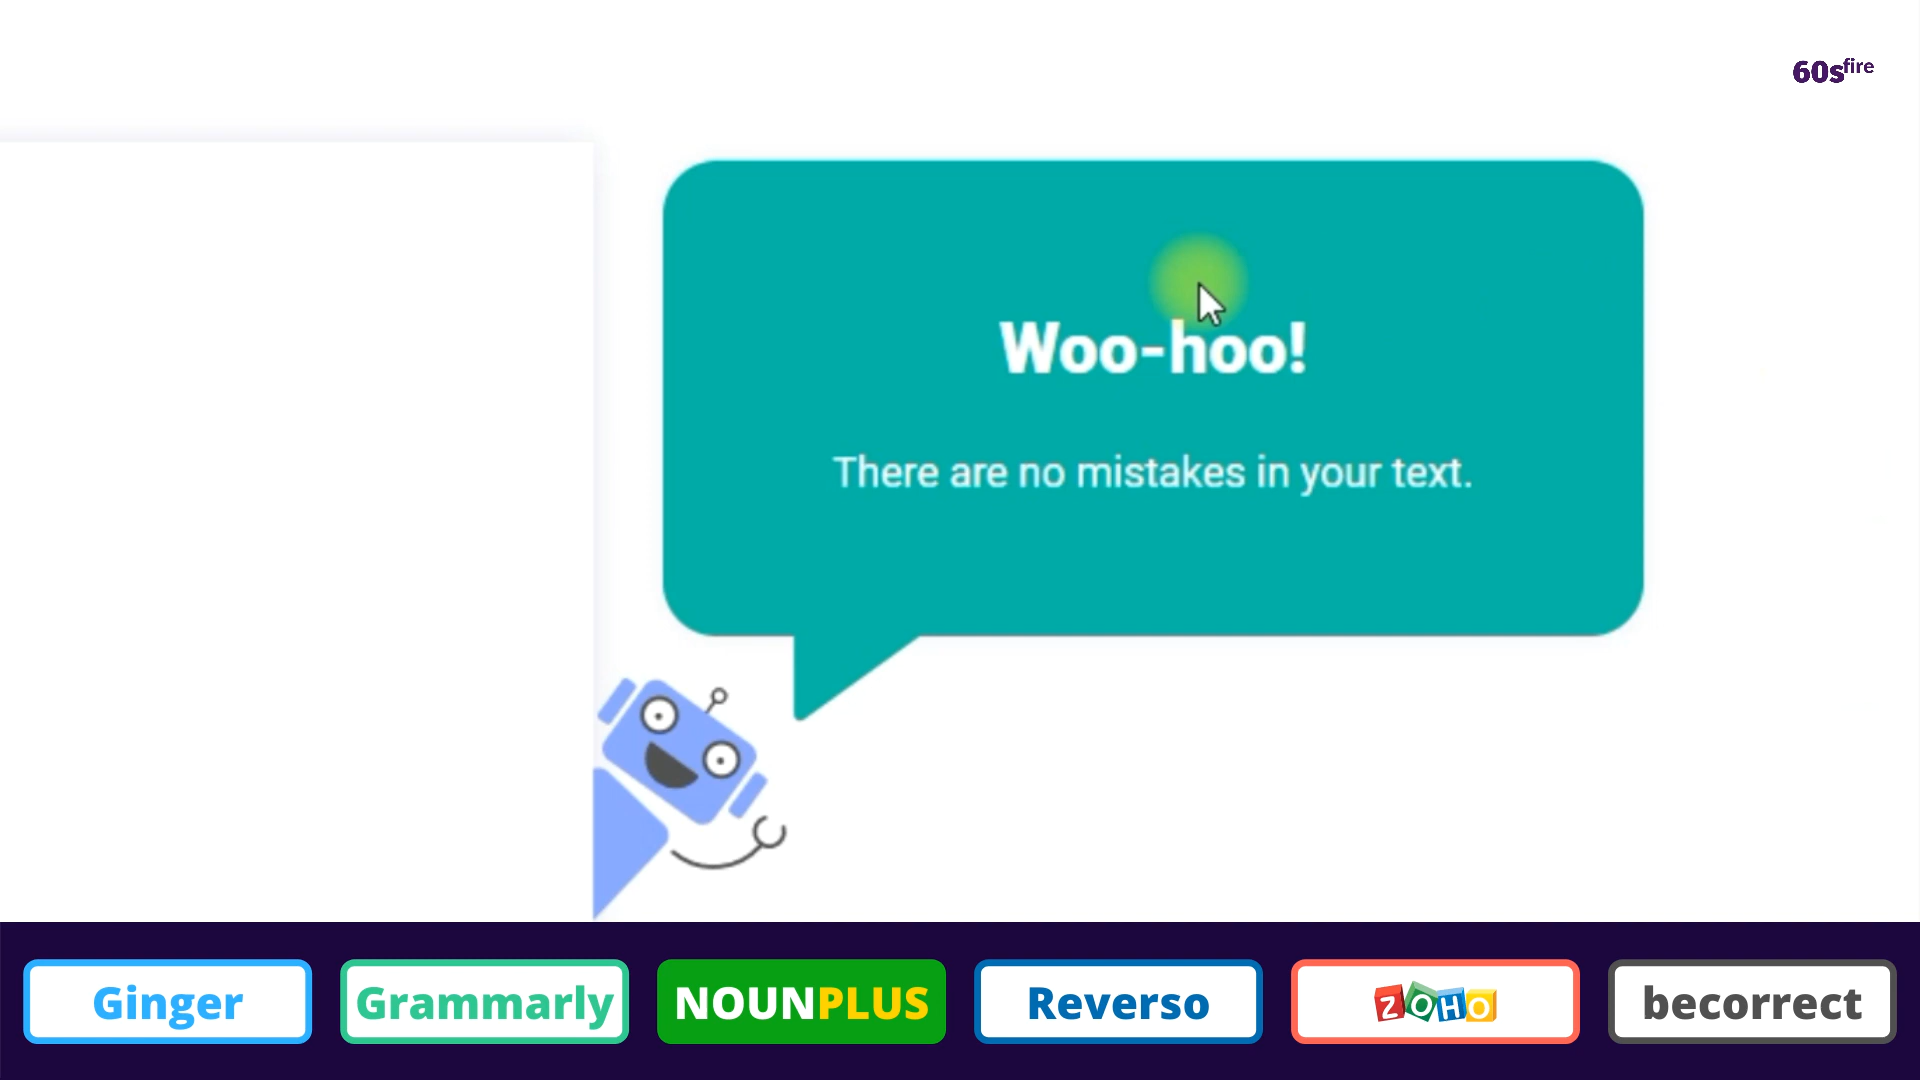 60sfire
Woo-hoo!
There are no mistakes in your text.
Ginger
Grammarly
NOUNPLUS
Reverso
ZOHO
becorrect